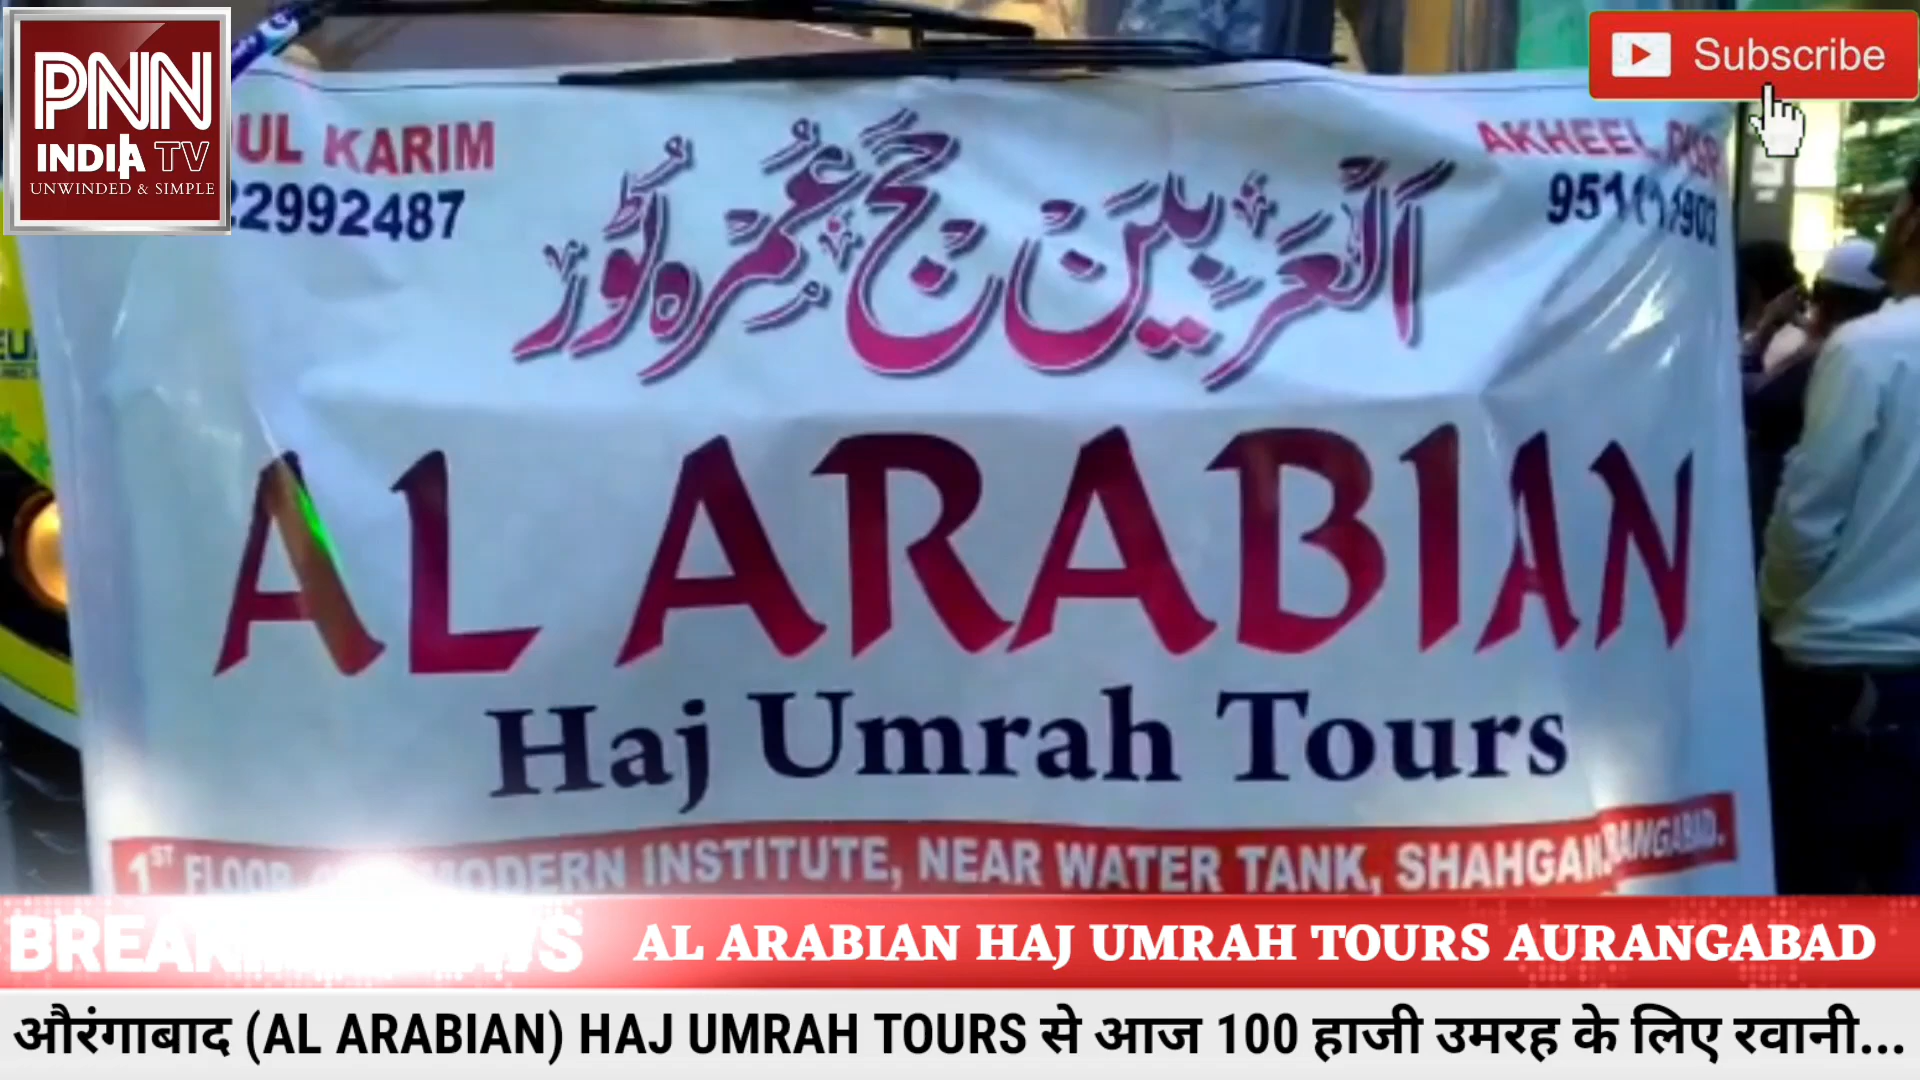 PNN
INDIA TV
UNWINDED & SIMPLE
Subscribe
UL KARIM
22992487
AKHEEL
العربین حج عمرہ ٹور
AL ARABIAN
Haj Umrah Tours
1ST FLOOR MODERN INSTITUTE, NEAR WATER TANK, SHAHGANJ
AL ARABIAN HAJ UMRAH TOURS AURANGABAD
औरंगाबाद (AL ARABIAN) HAJ UMRAH TOURS से आज 100 हाजी उमरह के लिए रवानी...